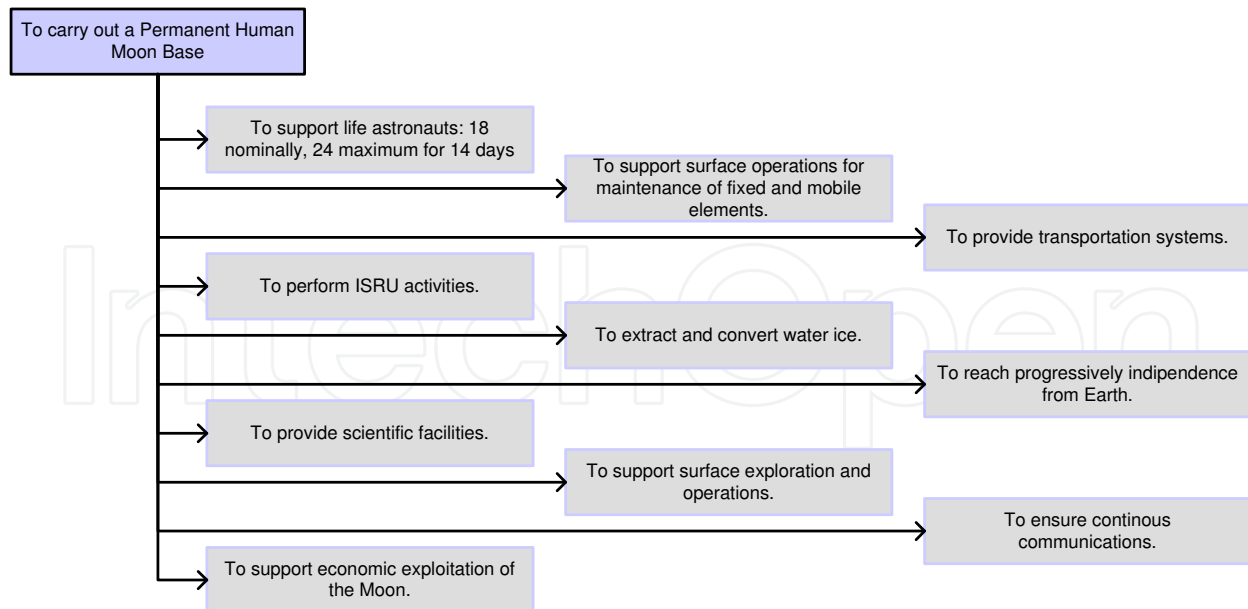 To carry out a Permanent Human
Moon Base
To support life astronauts: 18
nominally, 24 maximum for 14 days
To support surface operations for
maintenance of fixed and mobile
elements.
To provide transportation systems.
To perform ISRU activities.
To extract and convert water ice.
To reach progressively indipendence
from Earth.
To provide scientific facilities.
To support surface exploration and
operations.
To ensure continous
communications.
To support economic exploitation of
the Moon.
IntechOpen